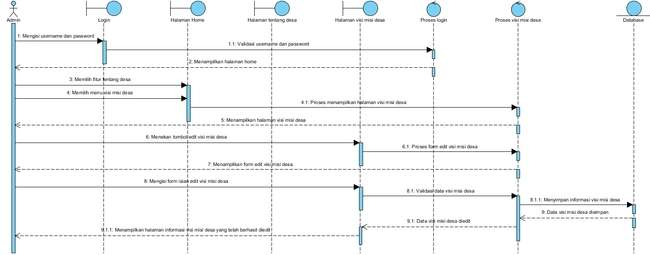 Admin
Login
Halaman Home
Halaman tentang desa
Halaman visi misi desa
Proses login
Proses visi misi desa
Database
1: Mengisi username dan password
1.1: Validasi username dan password
2: Menampilkan halaman home
3: Memilih fitur tentang desa
4: Memilih menu visi misi desa
4.1: Proses menampilkan halaman visi misi desa
5: Menampilkan halaman visi misi desa
6: Menekan tombol edit visi misi desa
6.1: Proses form edit visi misi desa
7: Menampilkan form edit visi misi desa
8: Mengisi form isian edit visi misi desa
8.1: Validasi data visi misi desa
8.1.1: Menyimpan informasi visi misi desa
9: Data visi misi desa disimpan
9.1: Data visi misi desa diedit
9.1.1: Menampilkan halaman informasi visi misi desa yang telah berhasil diedit